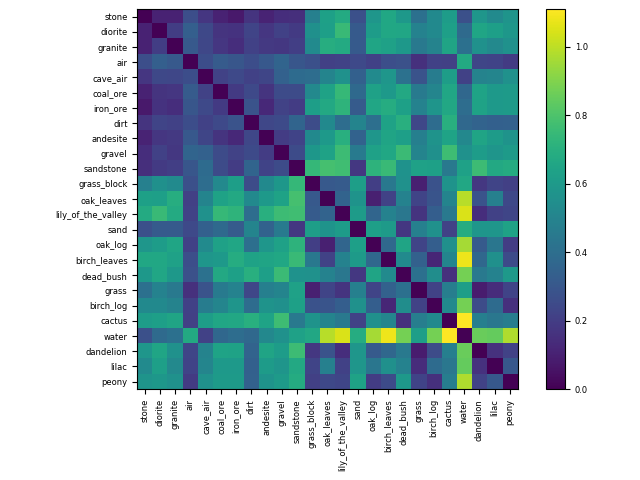 stone
diorite
granite
air
cave_air
coal_ore
iron_ore
dirt
andesite
gravel
sandstone
grass_block
oak_leaves
lily_of_the_valley
sand
oak_log
birch_leaves
dead_bush
grass
birch_log
cactus
water
dandelion
lilac
peony
stone
diorite
granite
air
cave_air
coal_ore
iron_ore
dirt
andesite
gravel
sandstone
grass_block
oak_leaves
lily_of_the_valley
sand
oak_log
birch_leaves
dead_bush
grass
birch_log
cactus
water
dandelion
lilac
peony
1.0
0.8
0.6
0.4
0.2
0.0